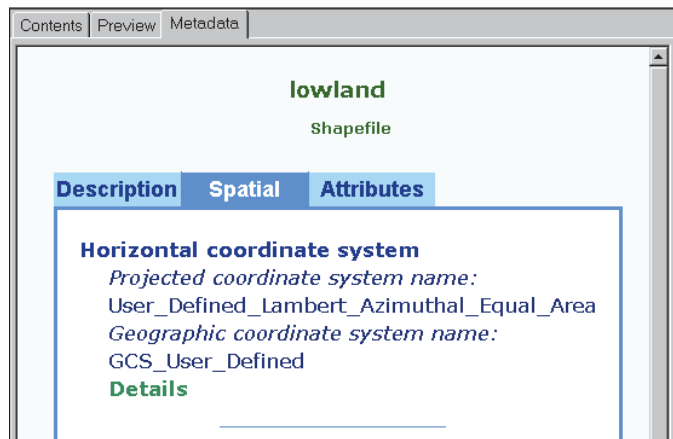 Contents Preview Metadata
lowland
Shapefile
Description Spatial Attributes
Horizontal coordinate system
Projected coordinate system name:
User_Defined_Lambert_Azimuthal_Equal_Area
Geographic coordinate system name:
GCS_User_Defined
Details